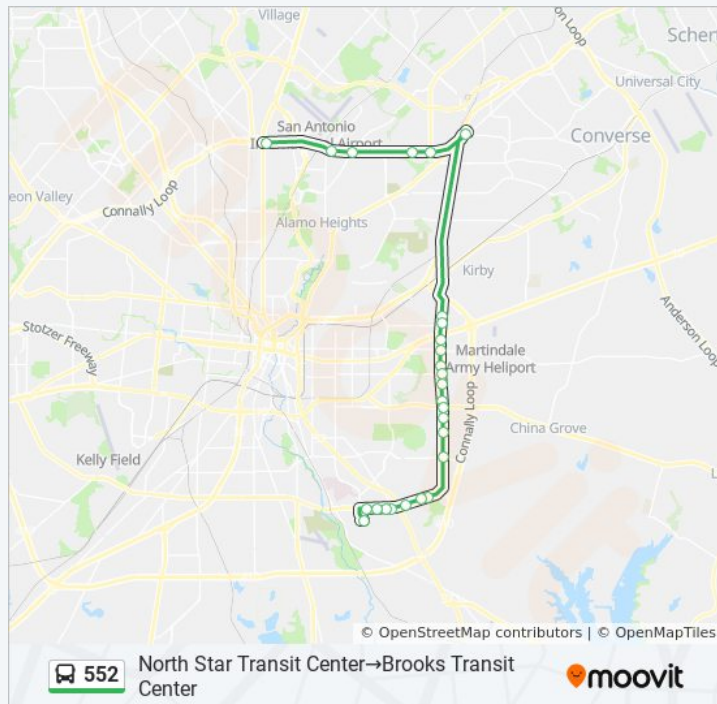 Village
Scher
Universal City
San Antonio
l Airport
Converse
Connally Loop
eon Valley
Alamo Heights
Kirby
Anderson Loop
Stotzer Freeway
Martindale
Army Heliport
Connally Loop
China Grove
Kelly Field
© OpenStreetMap contributors | © OpenMapTiles
552
North Star Transit Center→Brooks Transit
Center
moovit